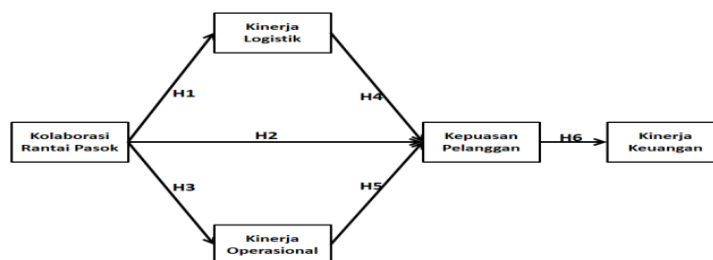 Kinerja
Logistik
H1
H4
Kolaborasi
Rantai Pasok
H2
Kepuasan
Pelanggan
H6
Kinerja
Keuangan
H3
H5
Kinerja
Operasional